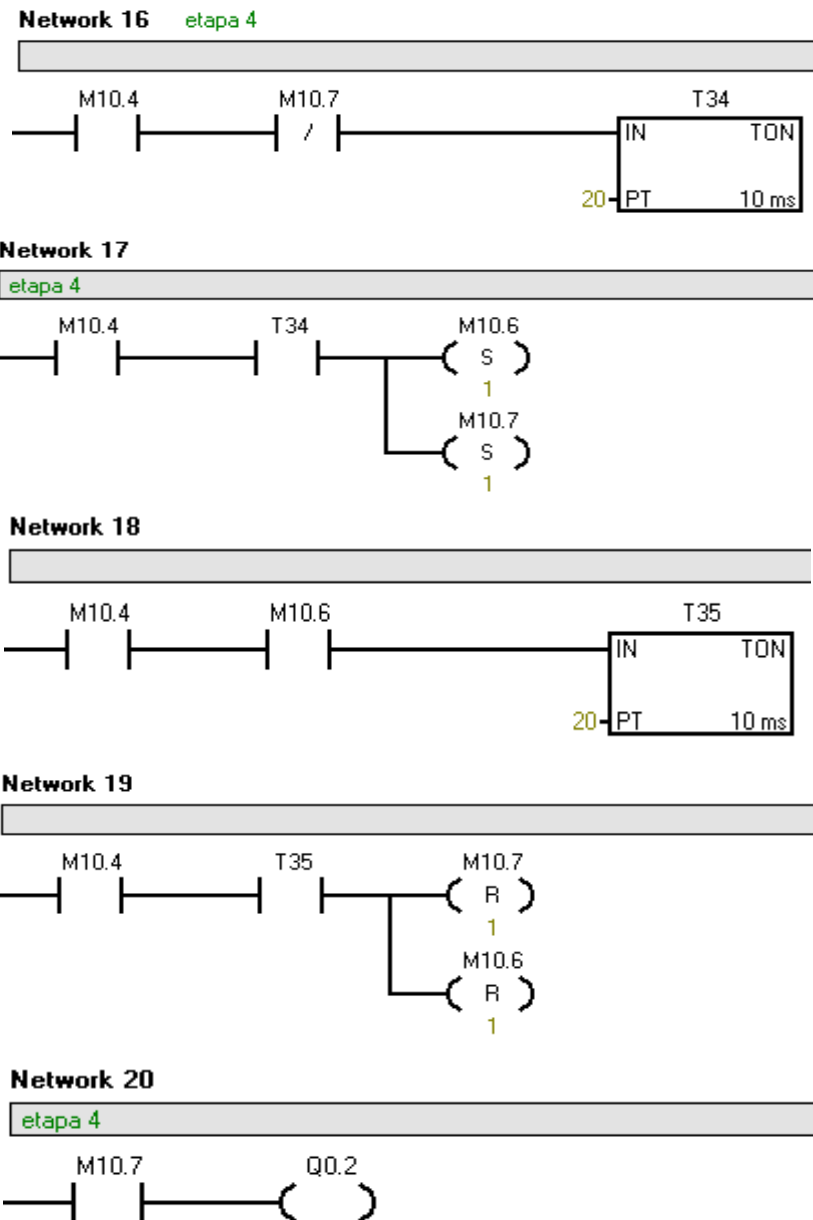 Network 16 etapa 4
M10.4 M10.7 T34
/ IN TON
20 PT 10 ms
Network 17
etapa 4
M10.4 T34 M10.6
S
1
M10.7
S
1
Network 18
M10.4 M10.6 T35
IN TON
20 PT 10 ms
Network 19
M10.4 T35 M10.7
R
1
M10.6
R
1
Network 20
etapa 4
M10.7 Q0.2